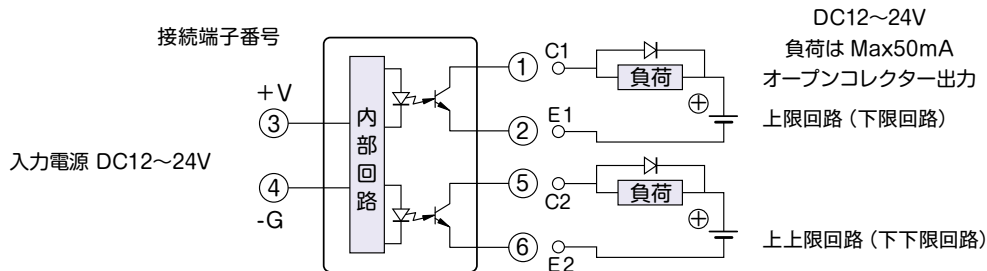 接続端子番号
+V
③
入力電源 DC12～24V
④
-G
内部回路
① C1
② E1
⑤ C2
⑥ E2
負荷
⊕
負荷
⊕
DC12～24V
負荷は Max50mA
オープンコレクター出力
上限回路（下限回路）
上上限回路（下下限回路）